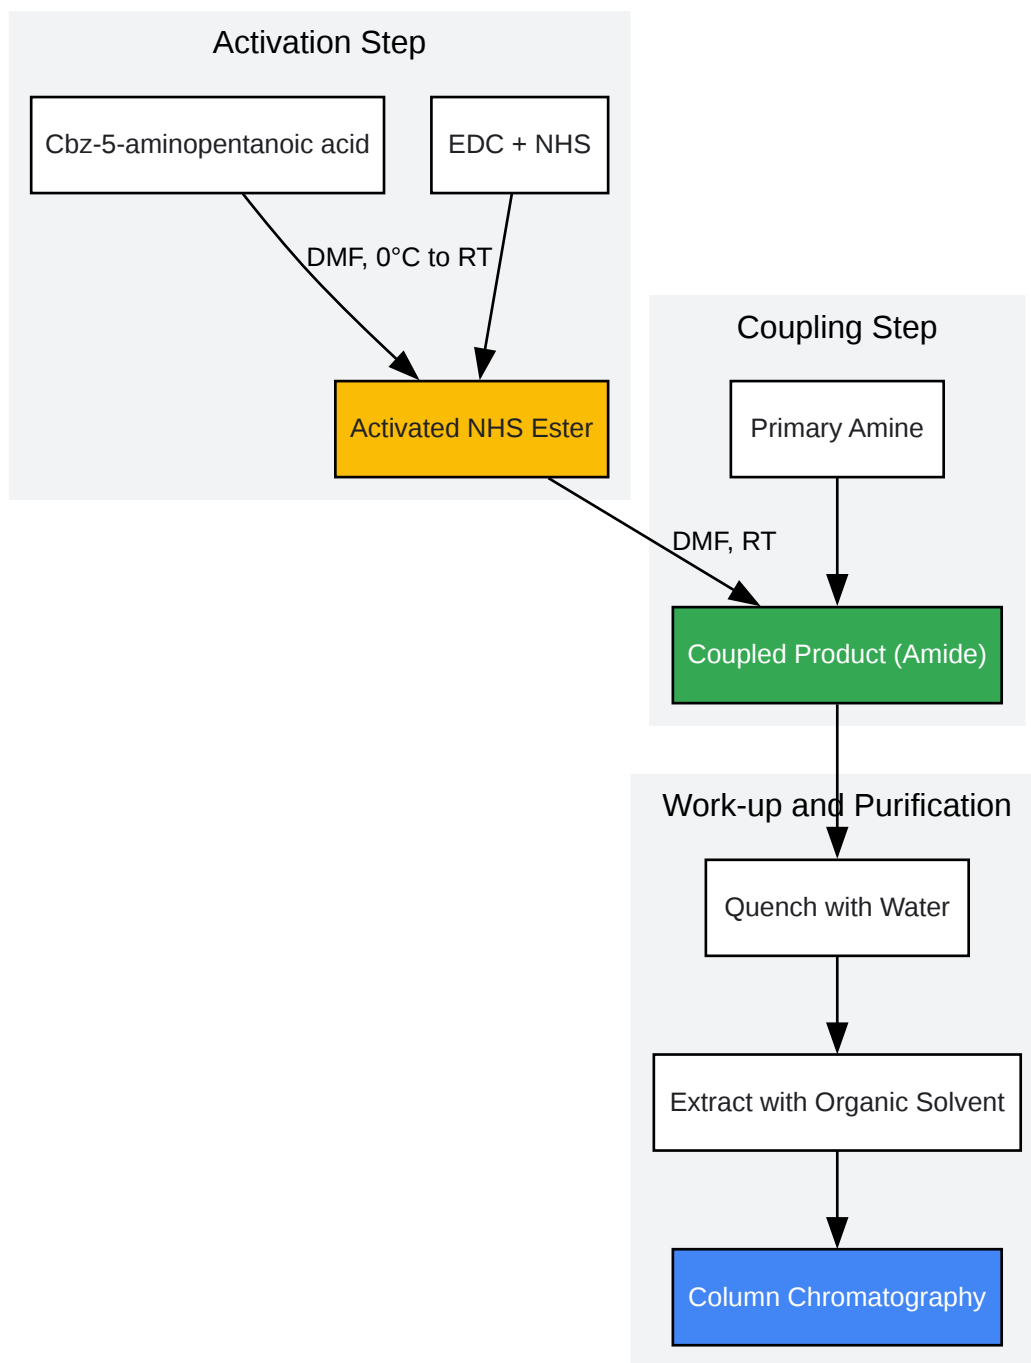 Activation Step
Cbz-5-aminopentanoic acid
EDC + NHS
DMF, 0°C to RT
Activated NHS Ester
Coupling Step
Primary Amine
DMF, RT
Coupled Product (Amide)
Work-up and Purification
Quench with Water
Extract with Organic Solvent
Column Chromatography